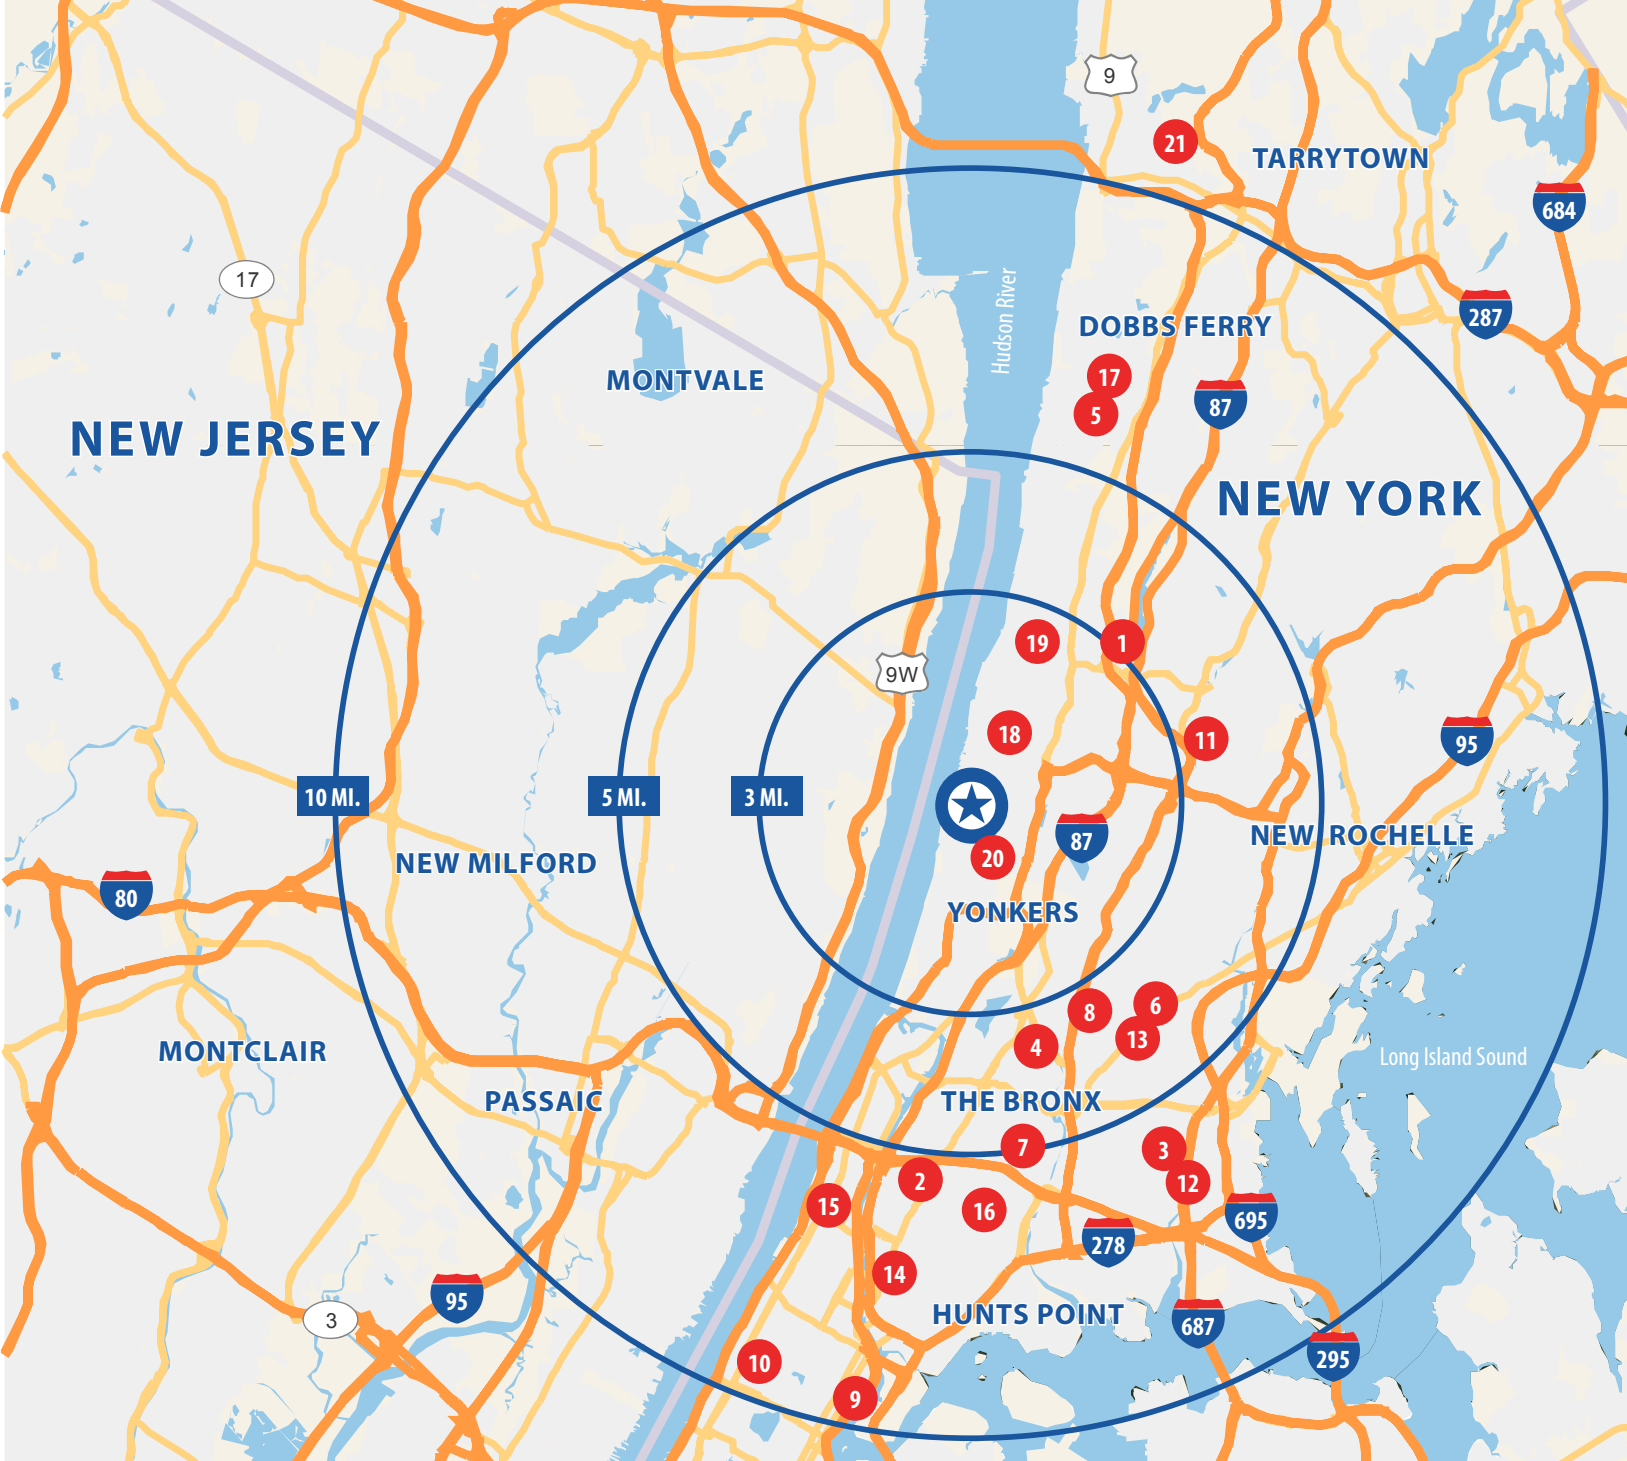 9
21
TARRYTOWN
684
17
Hudson River
287
DOBBS FERRY
MONTVALE
17
87
5
NEW JERSEY
NEW YORK
19
1
9W
18
11
95
10 MI.
5 MI.
3 MI.
87
NEW ROCHELLE
20
NEW MILFORD
80
YONKERS
6
8
13
4
MONTCLAIR
Long Island Sound
PASSAIC
THE BRONX
7
3
2
12
15
16
695
278
14
95
HUNTS POINT
3
687
10
295
9